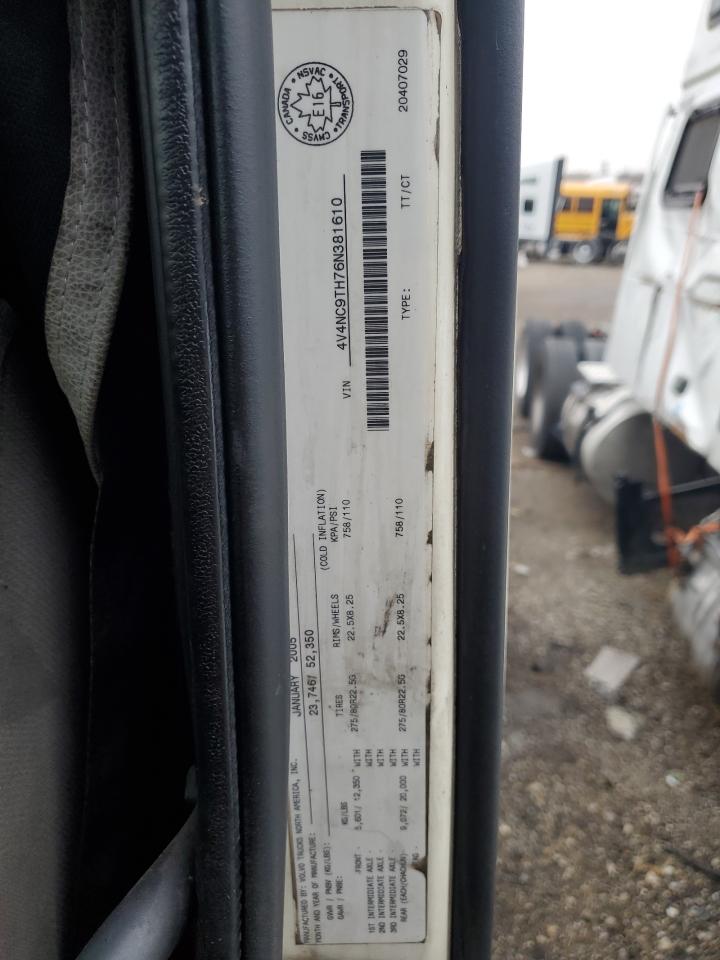 MANUFACTURED BY: VOLVO TRUCKS NORTH AMERICA, INC.
MONTH AND YEAR OF MANUFACTURE: JANUARY 2005
GVWR / PNBV (KG/LBS): 23,746/ 52,350
GAWR / PNBE: KG/LBS TIRES RIMS/WHEELS (COLD INFLATION) KPA/PSI
FRONT - 5,601/ 12,350 WITH 275/80R22.5G 22.5X8.25 758/110
1ST INTERMEDIATE AXLE - WITH
2ND INTERMEDIATE AXLE - WITH
3RD INTERMEDIATE AXLE - WITH
REAR (EACH/CHACKUN) 9,072/ 20,000 WITH 275/80R22.5G 22.5X8.25 758/110
WITH
VIN 4V4NC9TH76N381610
TYPE: TT/CT
CANADA • NSVAC • TRANSPORT • CMVSS
E16
20407029